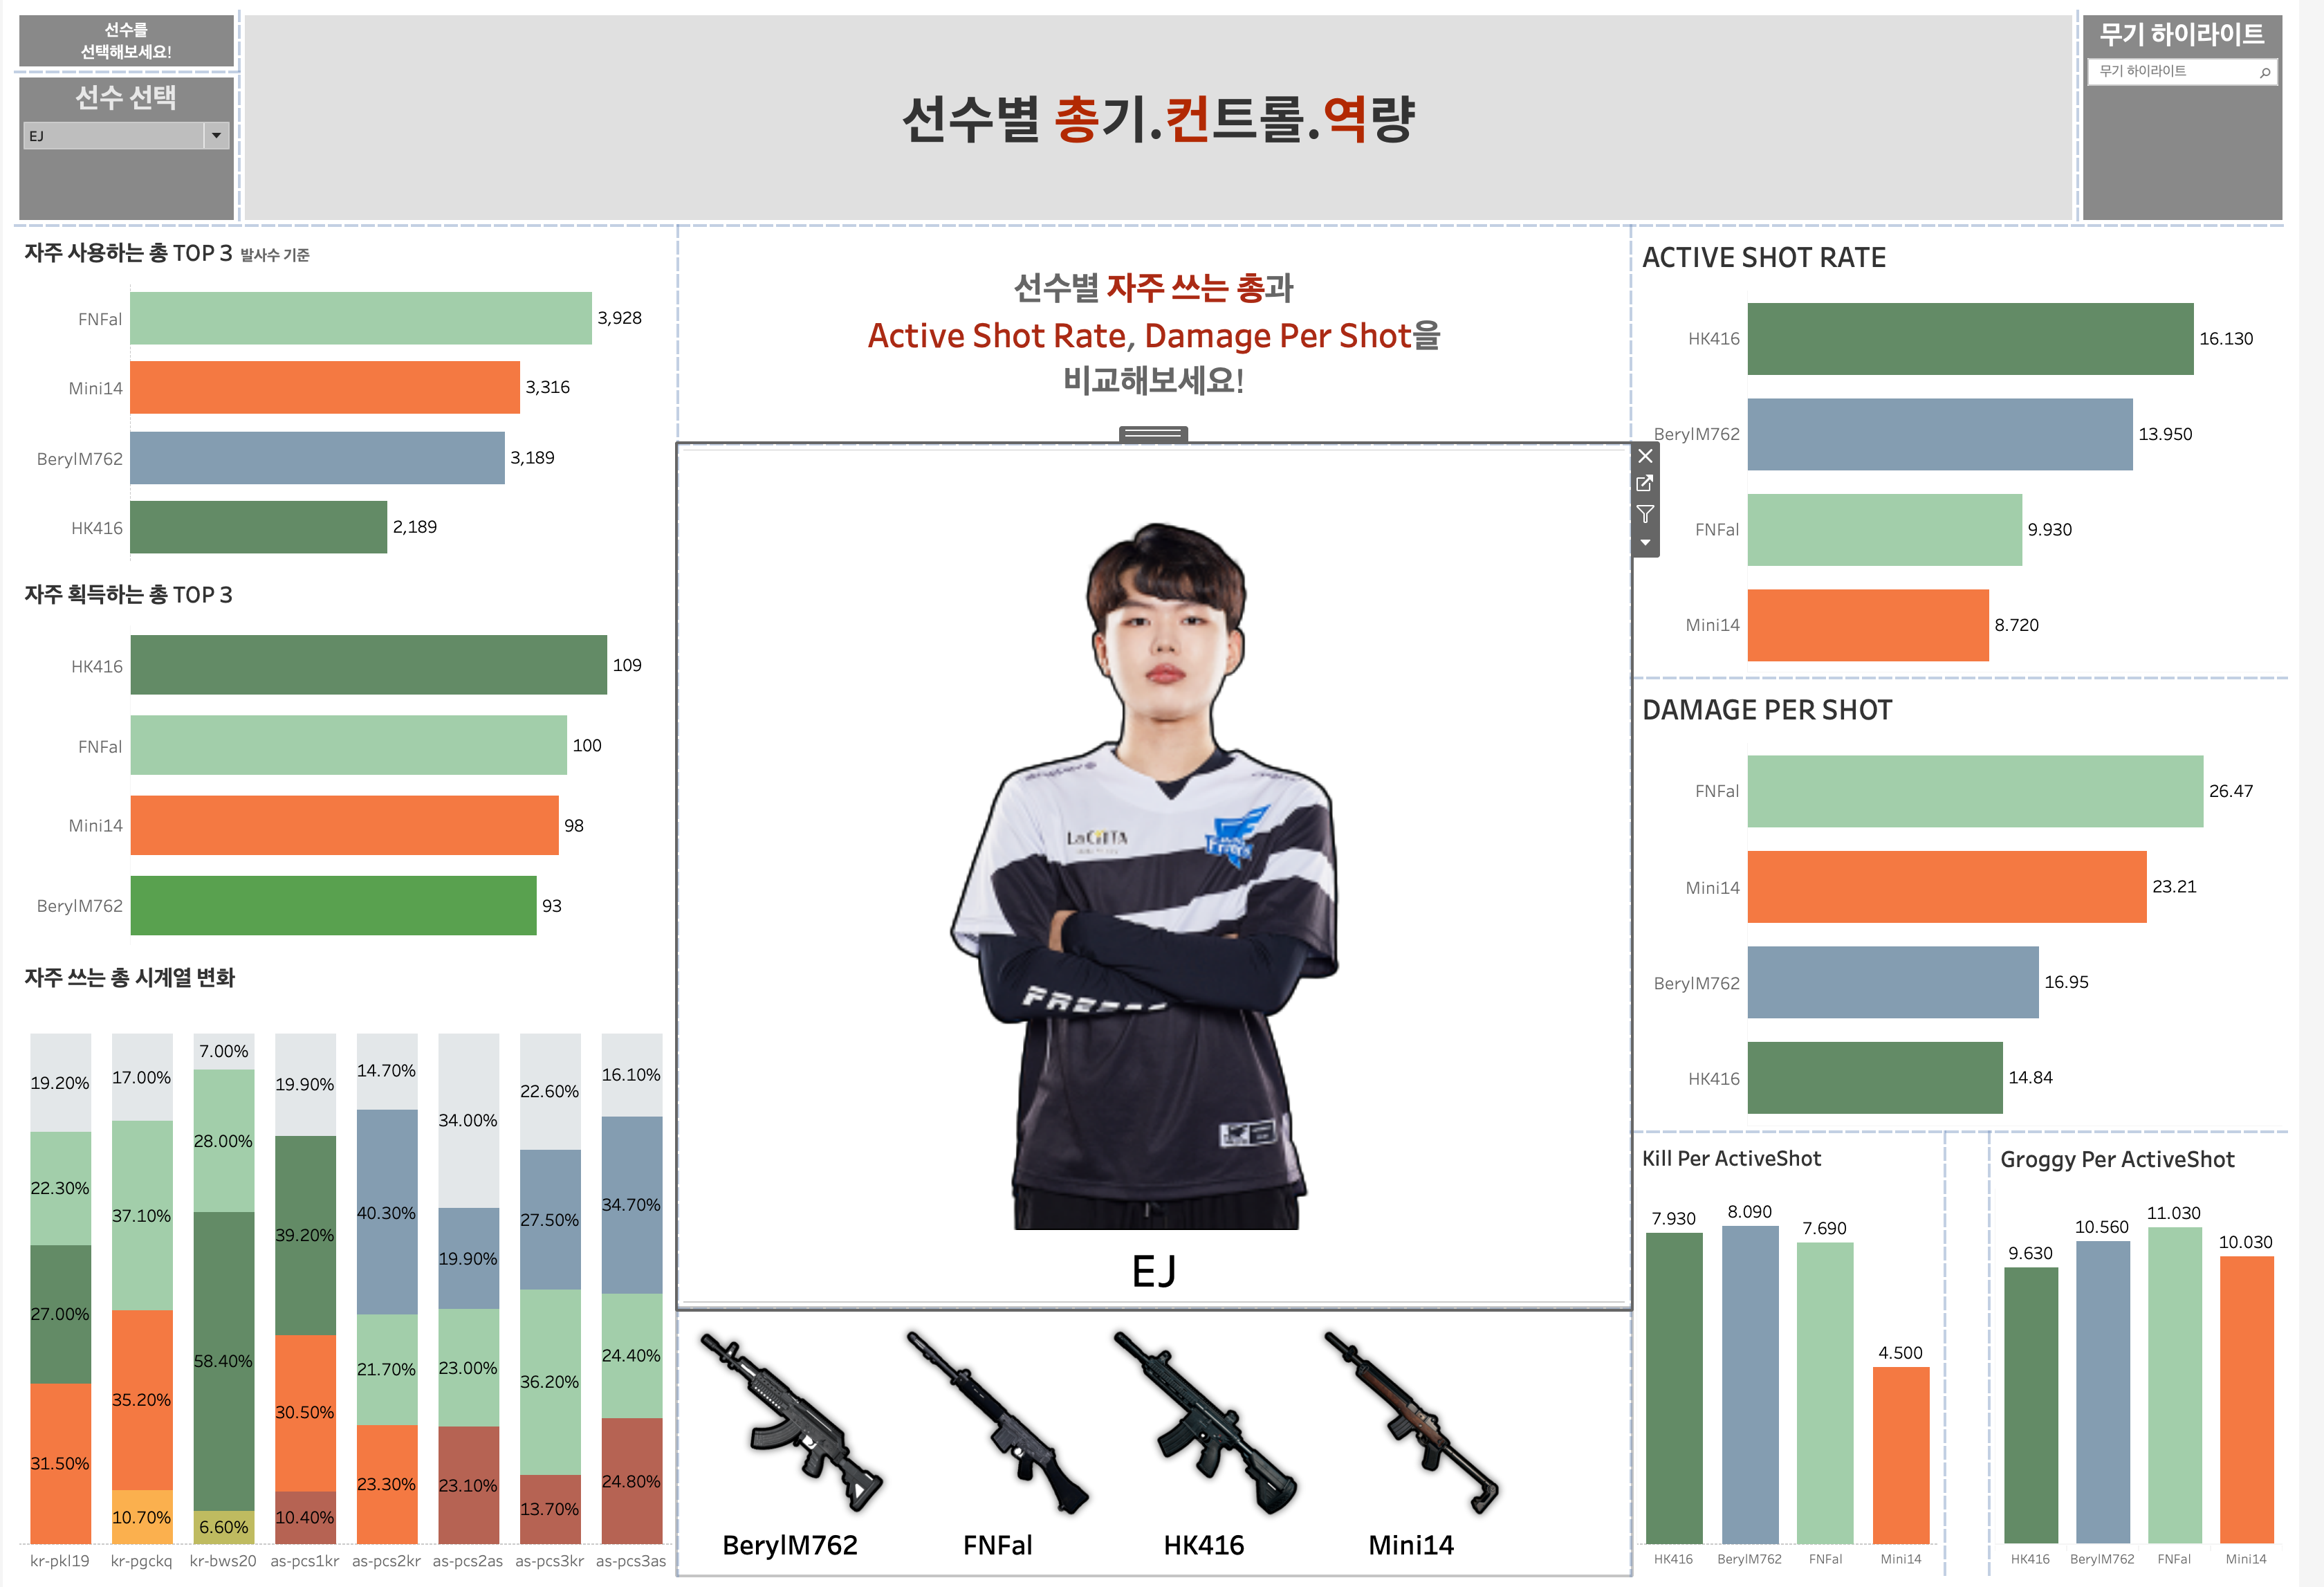 선수를
선택해보세요!
선수 선택
EJ
선수별 총기.컨트롤.역량
무기 하이라이트
무기 하이라이트
자주 사용하는 총 TOP 3 발사수 기준
FNFal 3,928
Mini14 3,316
BerylM762 3,189
HK416 2,189
자주 획득하는 총 TOP 3
HK416 109
FNFal 100
Mini14 98
BerylM762 93
자주 쓰는 총 시계열 변화
19.20%
22.30%
27.00%
31.50%
kr-pkl19
17.00%
37.10%
35.20%
10.70%
kr-pgckq
7.00%
28.00%
58.40%
6.60%
kr-bws20
19.90%
39.20%
30.50%
10.40%
as-pcs1kr
14.70%
40.30%
21.70%
23.30%
as-pcs2kr
34.00%
19.90%
23.00%
23.10%
as-pcs2as
22.60%
27.50%
36.20%
13.70%
as-pcs3kr
16.10%
34.70%
24.40%
24.80%
as-pcs3as
선수별 자주 쓰는 총과
Active Shot Rate, Damage Per Shot을
비교해보세요!
EJ
BerylM762 FNFal HK416 Mini14
ACTIVE SHOT RATE
HK416 16.130
BerylM762 13.950
FNFal 9.930
Mini14 8.720
DAMAGE PER SHOT
FNFal 26.47
Mini14 23.21
BerylM762 16.95
HK416 14.84
Kill Per ActiveShot
7.930 8.090 7.690 4.500
HK416 BerylM762 FNFal Mini14
Groggy Per ActiveShot
9.630 10.560 11.030 10.030
HK416 BerylM762 FNFal Mini14